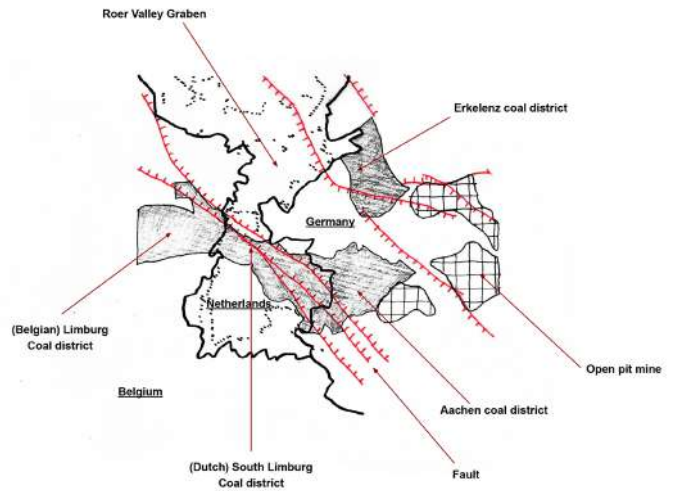 Roer Valley Graben
Erkelenz coal district
Germany
Netherlands
(Belgian) Limburg
Coal district
Open pit mine
Belgium
Aachen coal district
(Dutch) South Limburg
Coal district
Fault